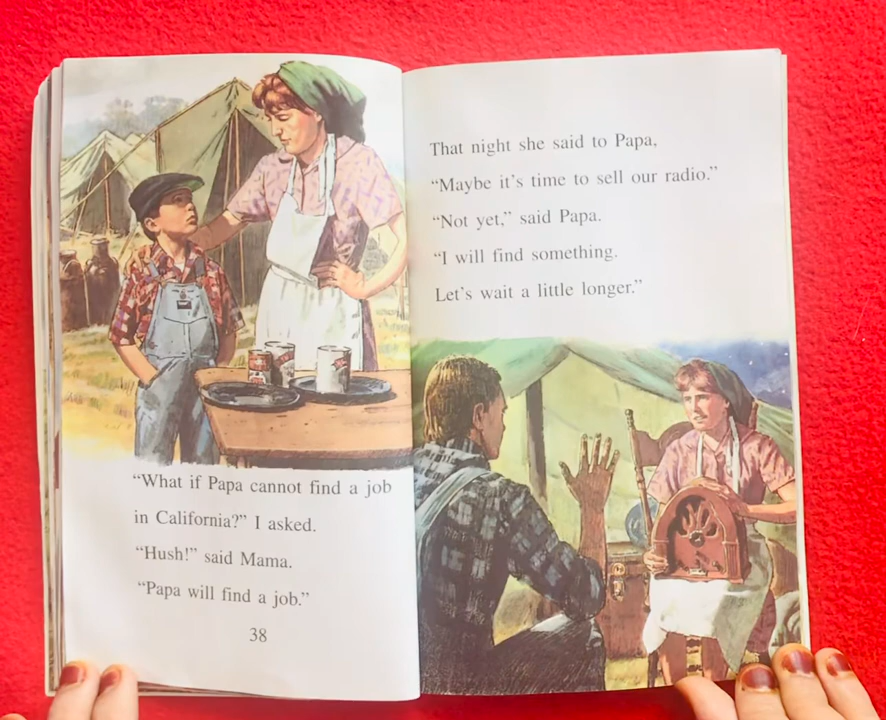 “What if Papa cannot find a job
in California?” I asked.
“Hush!” said Mama.
“Papa will find a job.”
38
That night she said to Papa,
“Maybe it’s time to sell our radio.”
“Not yet,” said Papa.
“I will find something.
Let’s wait a little longer.”